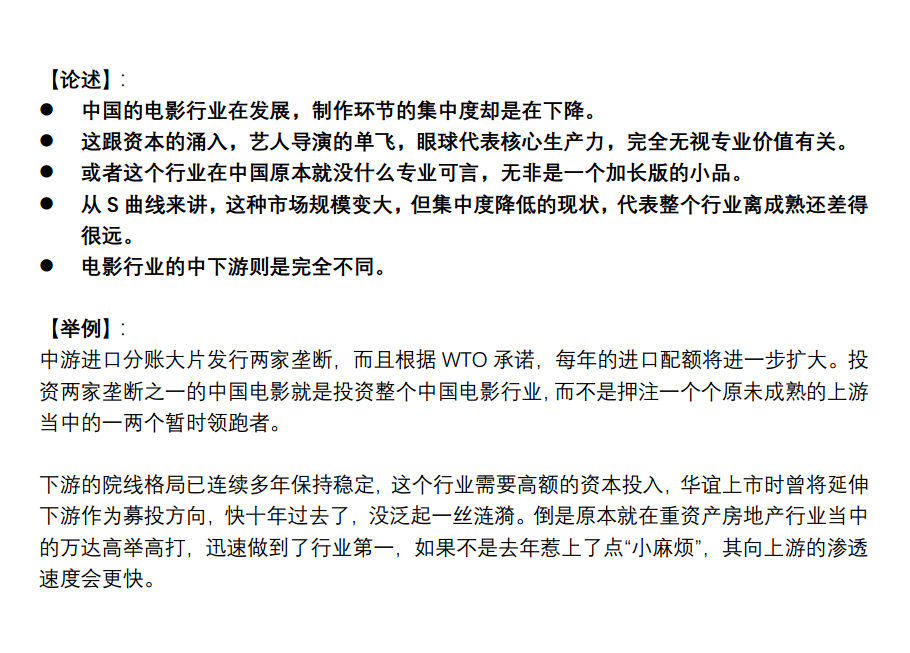 【论述】:
● 中国的电影行业在发展，制作环节的集中度却是在下降。
● 这跟资本的涌入，艺人导演的单飞，眼球代表核心生产力，完全无视专业价值有关。
● 或者这个行业在中国原本就没什么专业可言，无非是一个加长版的小品。
● 从 S 曲线来讲，这种市场规模变大，但集中度降低的现状，代表整个行业离成熟还差得
很远。
● 电影行业的中下游则是完全不同。
【举例】:
中游进口分账大片发行两家垄断，而且根据 WTO 承诺，每年的进口配额将进一步扩大。投
资两家垄断之一的中国电影就是投资整个中国电影行业，而不是押注一个个原未成熟的上游
当中的一两个暂时领跑者。
下游的院线格局已连续多年保持稳定，这个行业需要高额的资本投入，华谊上市时曾将延伸
下游作为募投方向，快十年过去了，没泛起一丝涟漪。倒是原本就在重资产房地产行业当中
的万达高举高打，迅速做到了行业第一，如果不是去年惹上了点“小麻烦”，其向上游的渗透
速度会更快。